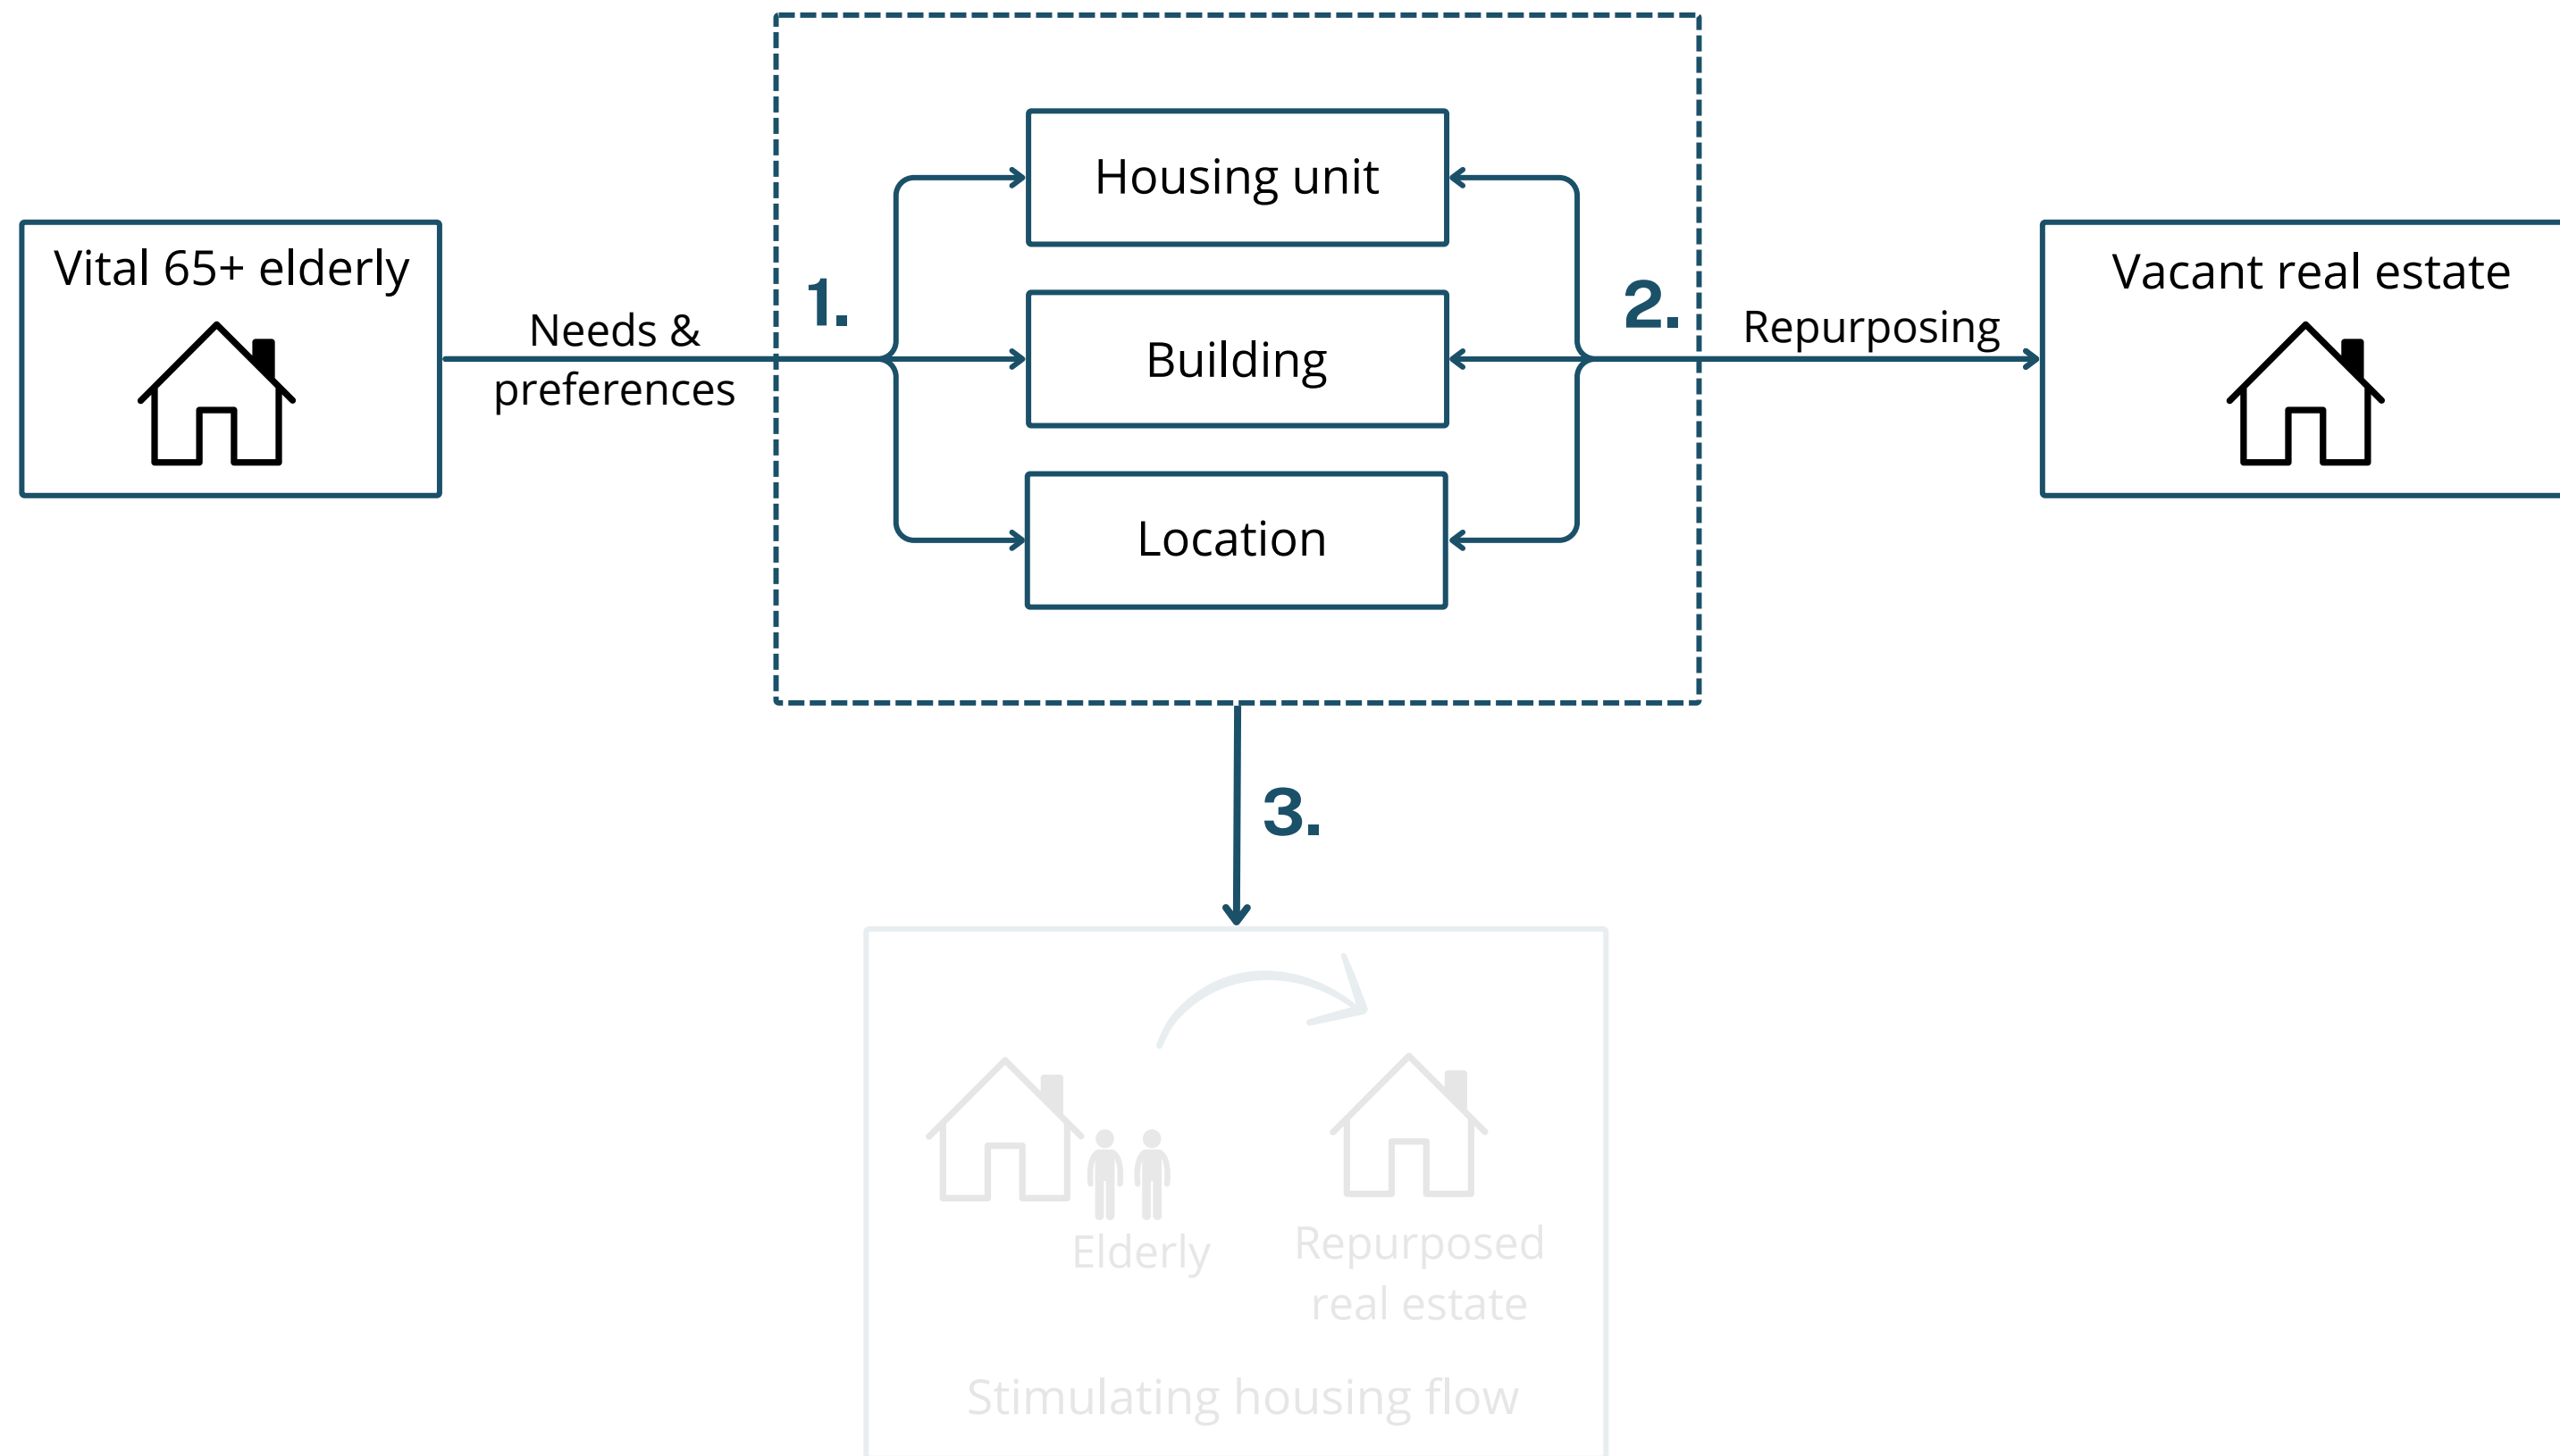 Housing unit
Vital 65+ elderly
Needs &
preferences
1.
Building
2.
Repurposing
Vacant real estate
Location
3.
Elderly
Repurposed
real estate
Stimulating housing flow